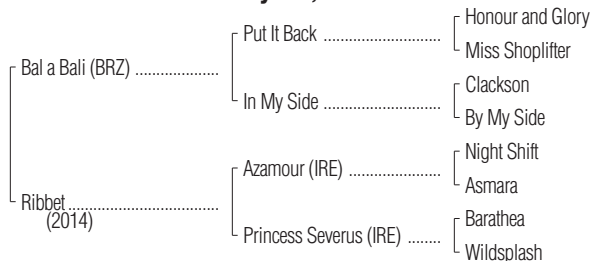 Honour and Glory
Put It Back ........................
Miss Shoplifter
Bal a Bali (BRZ) .................
Clackson
In My Side ........................
By My Side
Night Shift
Azamour (IRE) ...................
Asmara
Ribbet ...............................
(2014)
Barathea
Princess Severus (IRE) .......
Wildsplash